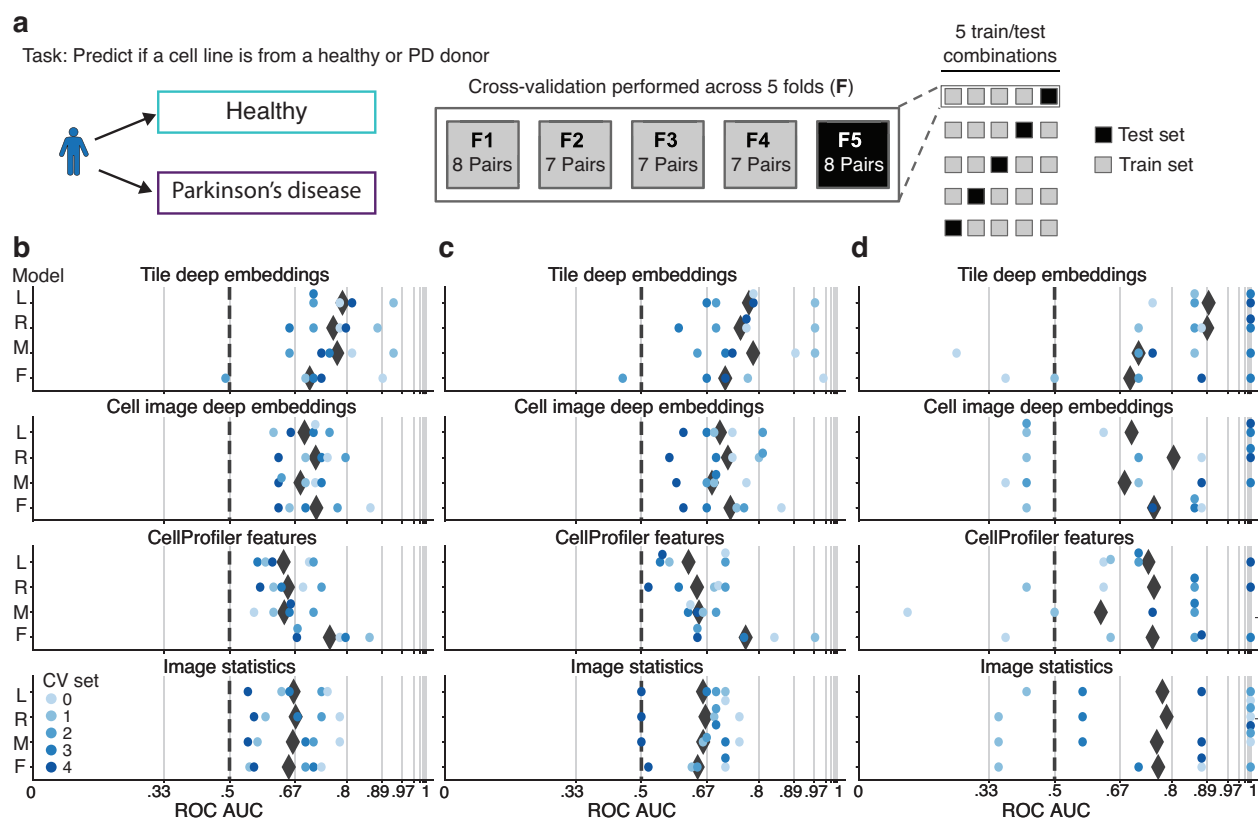 a
Task: Predict if a cell line is from a healthy or PD donor
Healthy
Parkinson's disease
Cross-validation performed across 5 folds (F)
F1 F2 F3 F4 F5
8 Pairs 7 Pairs 7 Pairs 7 Pairs 8 Pairs
5 train/test
combinations
Test set
Train set
b
Model
Tile deep embeddings
L
R
M
F
Cell image deep embeddings
L
R
M
F
CellProfiler features
L
R
M
F
Image statistics
CV set
0
1
2
3
4
L
R
M
F
0 .33 .5 .67 .8 .89 .97 1
ROC AUC
c
Tile deep embeddings
Cell image deep embeddings
CellProfiler features
Image statistics
0 .33 .5 .67 .8 .89 .97 1
ROC AUC
d
Tile deep embeddings
Cell image deep embeddings
CellProfiler features
Image statistics
0 .33 .5 .67 .8 .89 .97 1
ROC AUC